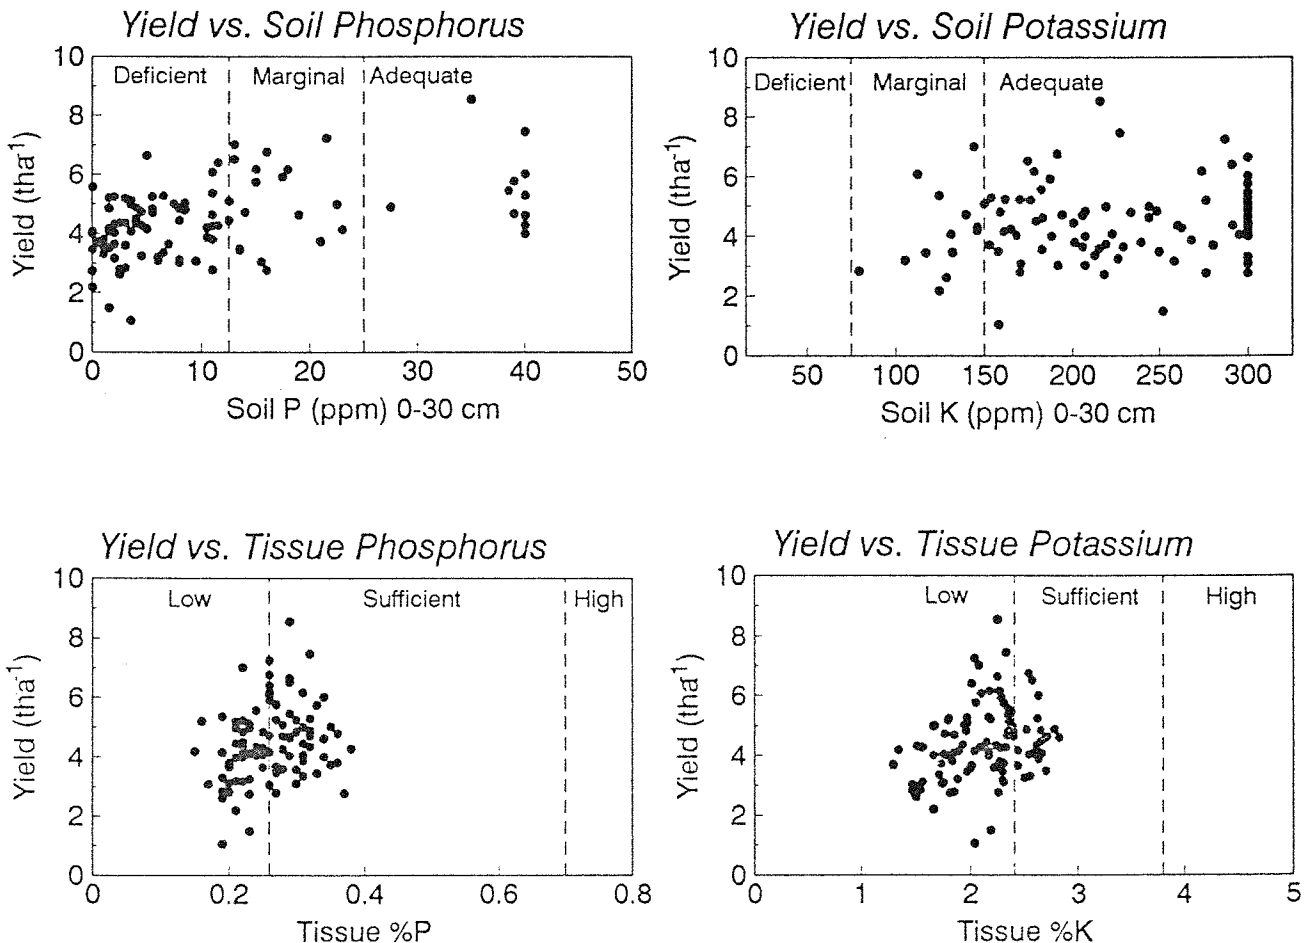 Yield vs. Soil Phosphorus
10
8
6
4
2
0
Yield (tha-1)
Deficient
Marginal
Adequate
0
10
20
30
40
50
Soil P (ppm) 0-30 cm
Yield vs. Soil Potassium
10
8
6
4
2
0
Yield (tha-1)
Deficient
Marginal
Adequate
50
100
150
200
250
300
Soil K (ppm) 0-30 cm
Yield vs. Tissue Phosphorus
10
8
6
4
2
0
Yield (tha-1)
Low
Sufficient
High
0
0.2
0.4
0.6
0.8
Tissue %P
Yield vs. Tissue Potassium
10
8
6
4
2
0
Yield (tha-1)
Low
Sufficient
High
0
1
2
3
4
5
Tissue %K